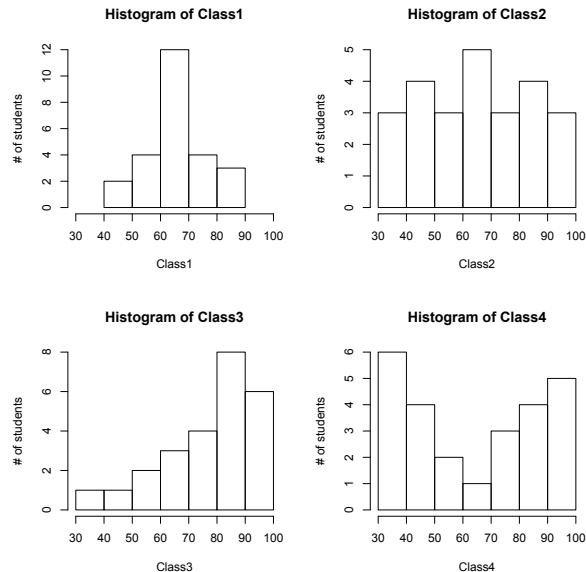 Histogram of Class1
# of students
0 2 4 6 8 10 12
30 40 50 60 70 80 90 100
Class1
Histogram of Class2
# of students
0 1 2 3 4 5
30 40 50 60 70 80 90 100
Class2
Histogram of Class3
# of students
0 2 4 6 8
30 40 50 60 70 80 90 100
Class3
Histogram of Class4
# of students
0 1 2 3 4 5 6
30 40 50 60 70 80 90 100
Class4